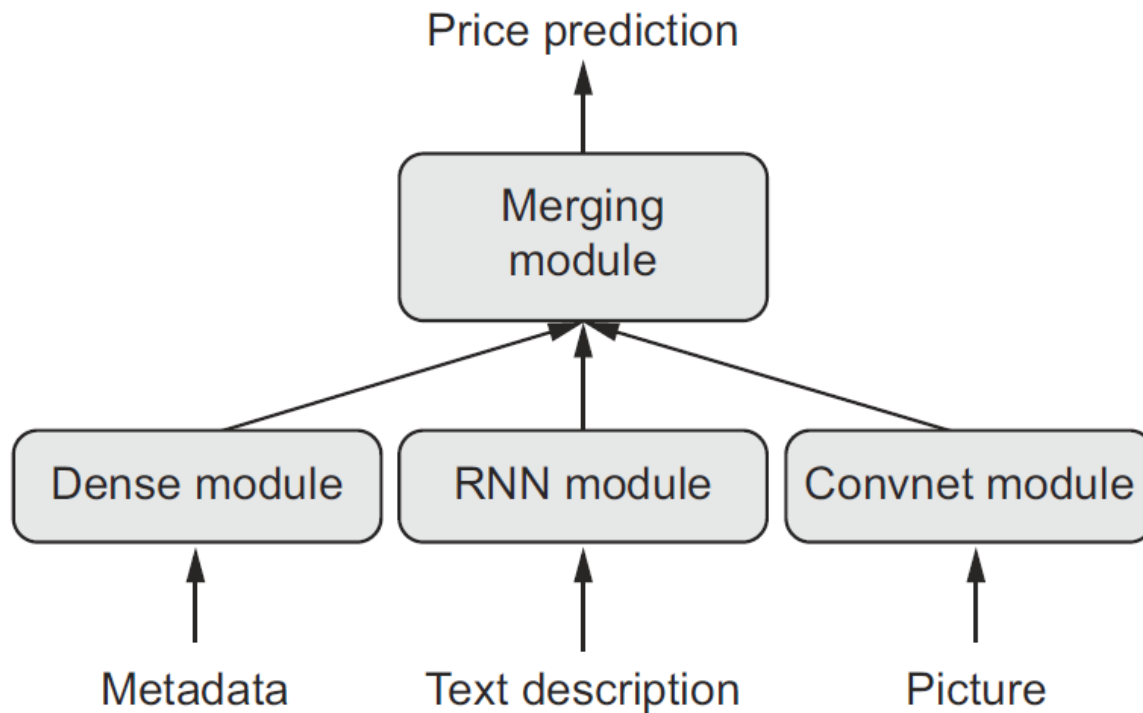 Price prediction
Merging
module
Dense module
RNN module
Convnet module
Metadata
Text description
Picture